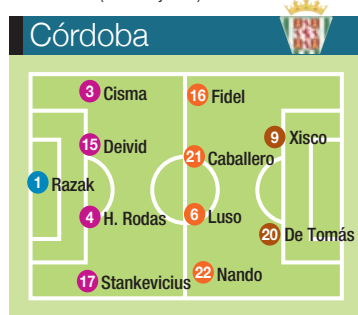 Córdoba
3 Cisma
16 Fidel
9 Xisco
15 Deivid
21 Caballero
1 Razak
4 H. Rodas
6 Luso
20 De Tomás
17 Stankevicius
22 Nando